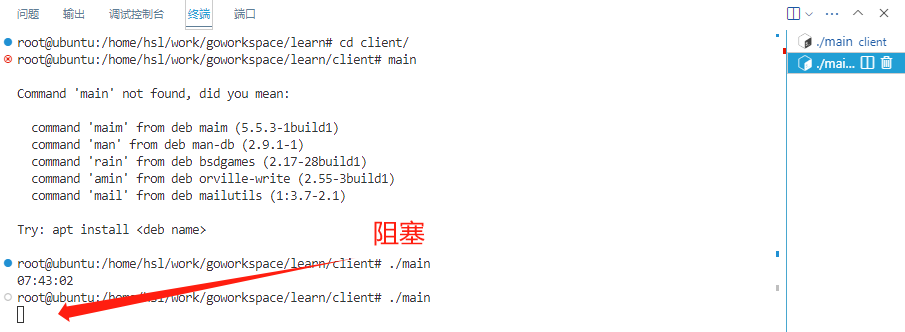 问题 输出 调试控制台 终端 端口
root@ubuntu:/home/hsl/work/goworkspace/learn# cd client/
root@ubuntu:/home/hsl/work/goworkspace/learn/client# main
Command 'main' not found, did you mean:
command 'maim' from deb maim (5.5.3-1build1)
command 'man' from deb man-db (2.9.1-1)
command 'rain' from deb bsdgames (2.17-28build1)
command 'amin' from deb orville-write (2.55-3build1)
command 'mail' from deb mailutils (1:3.7-2.1)
Try: apt install <deb name>
阻塞
root@ubuntu:/home/hsl/work/goworkspace/learn/client# ./main
07:43:02
root@ubuntu:/home/hsl/work/goworkspace/learn/client# ./main
./main client
./mai...